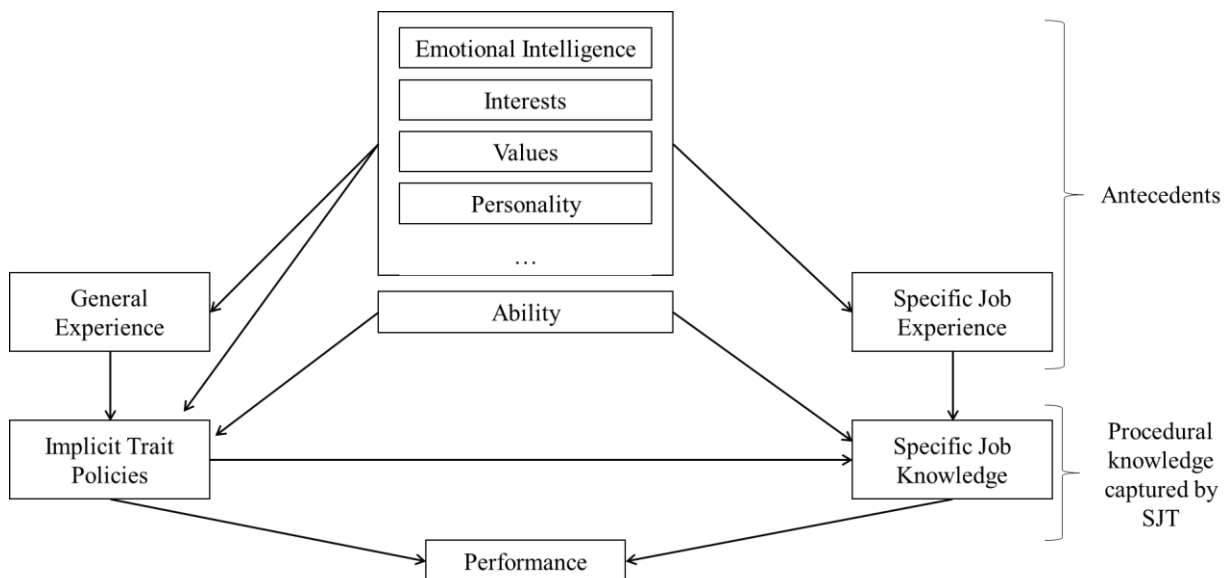 Emotional Intelligence
Interests
Values
Personality
…
Antecedents
General
Experience
Ability
Specific Job
Experience
Implicit Trait
Policies
Specific Job
Knowledge
Procedural
knowledge
captured by
SJT
Performance